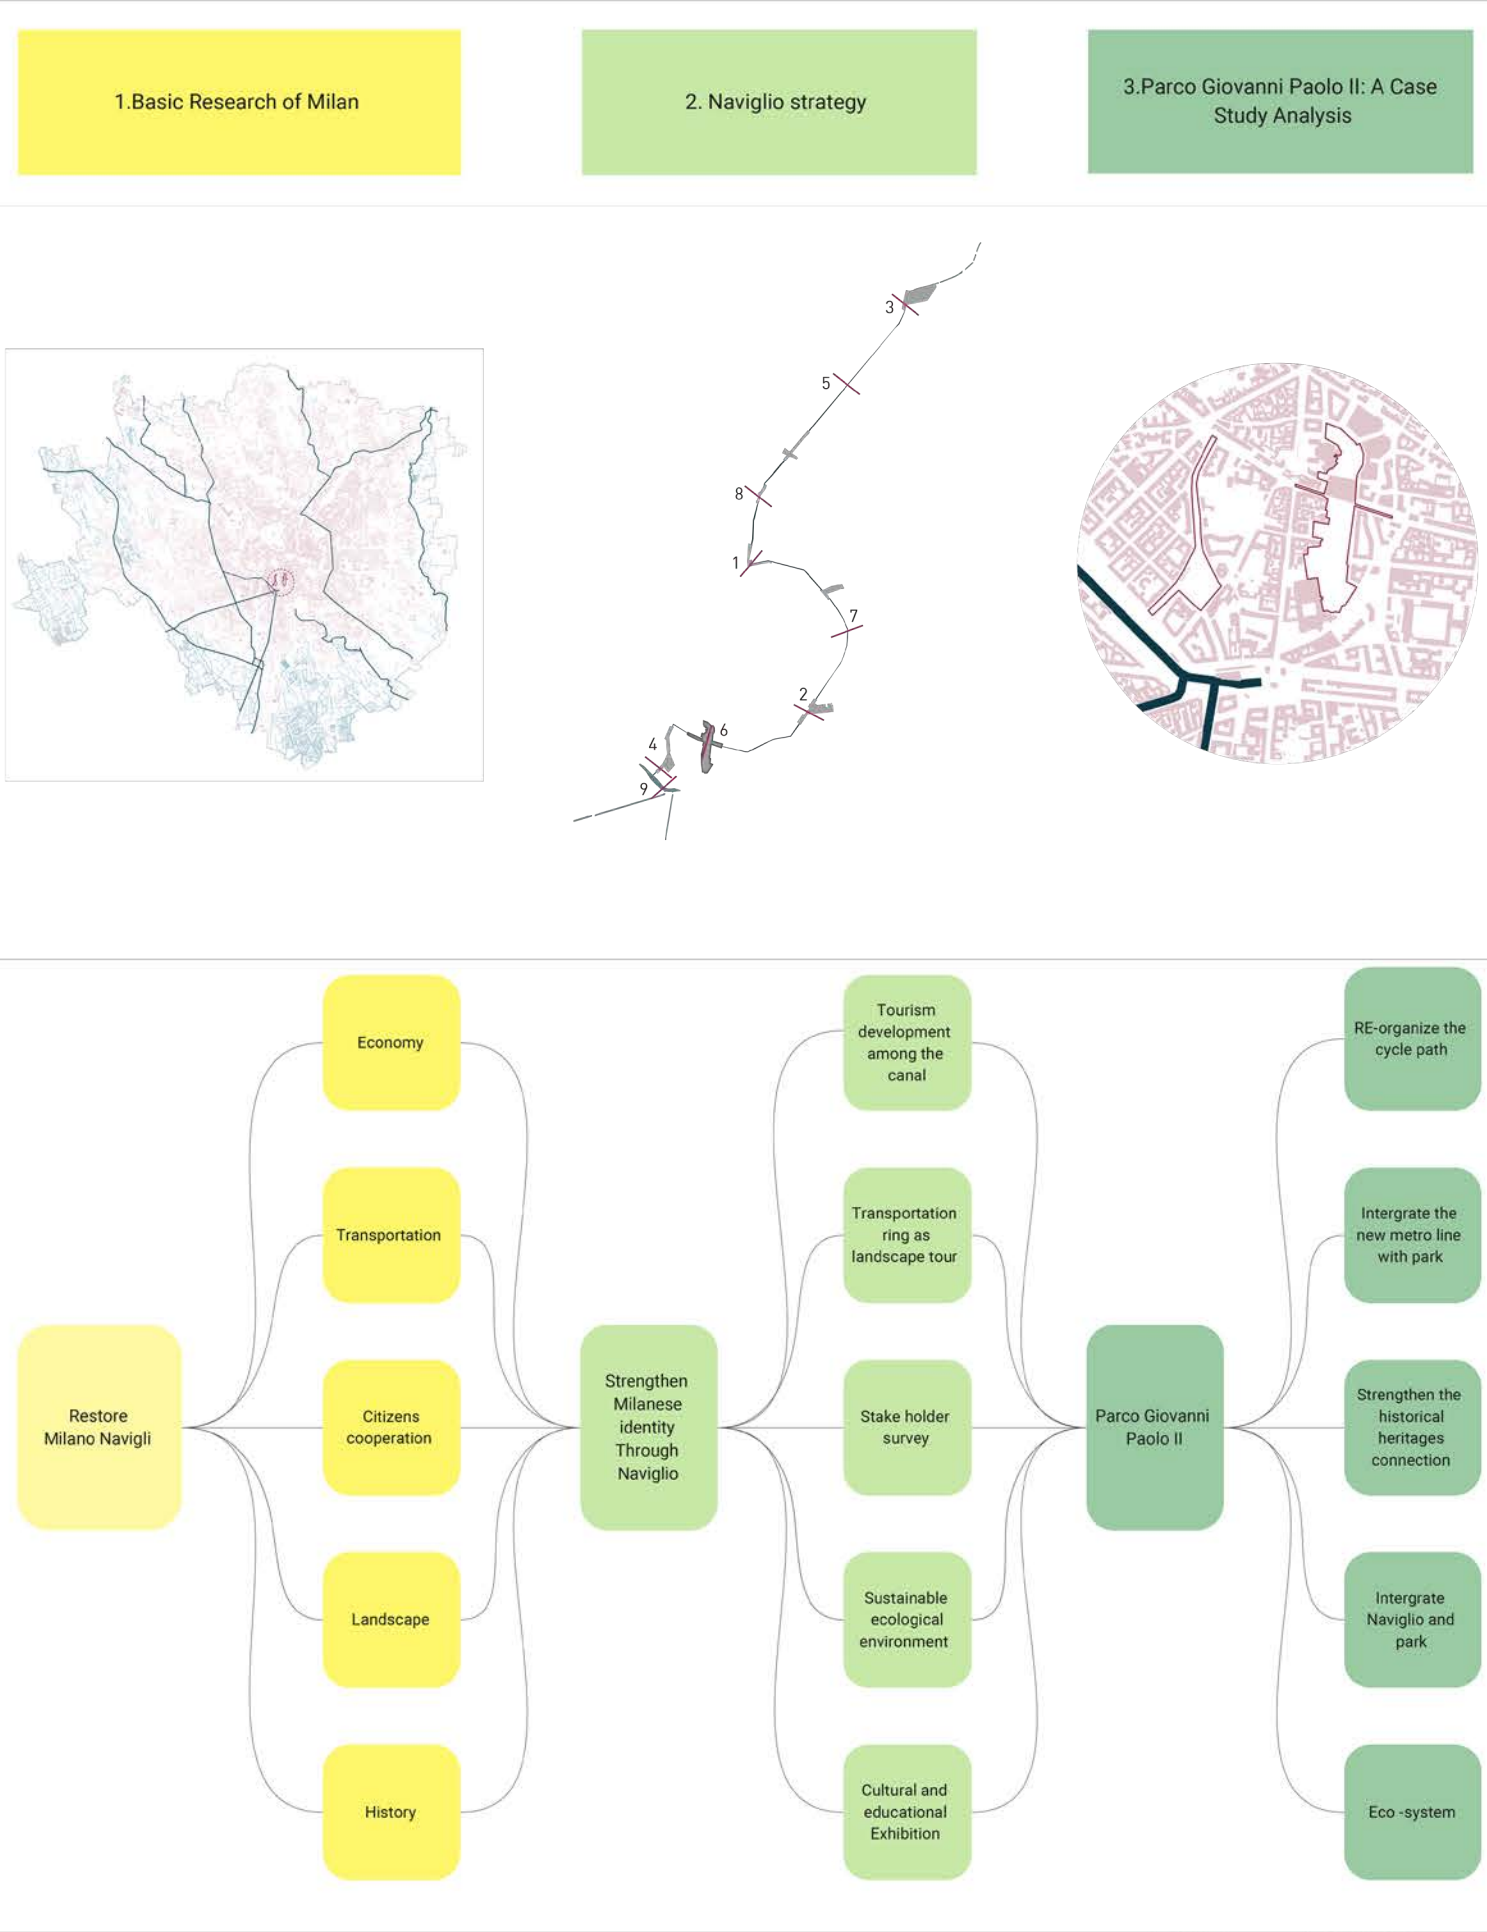 1.Basic Research of Milan
2. Naviglio strategy
3.Parco Giovanni Paolo II: A Case
Study Analysis
3
5
8
1
7
2
6
4
9
Restore
Milano Navigli
Economy
Transportation
Citizens
cooperation
Landscape
History
Strengthen
Milanese
identity
Through
Naviglio
Tourism
development
among the
canal
Transportation
ring as
landscape tour
Stake holder
survey
Sustainable
ecological
environment
Cultural and
educational
Exhibition
Parco Giovanni
Paolo II
RE-organize the
cycle path
Intergrate the
new metro line
with park
Strengthen the
historical
heritages
connection
Intergrate
Naviglio and
park
Eco -system